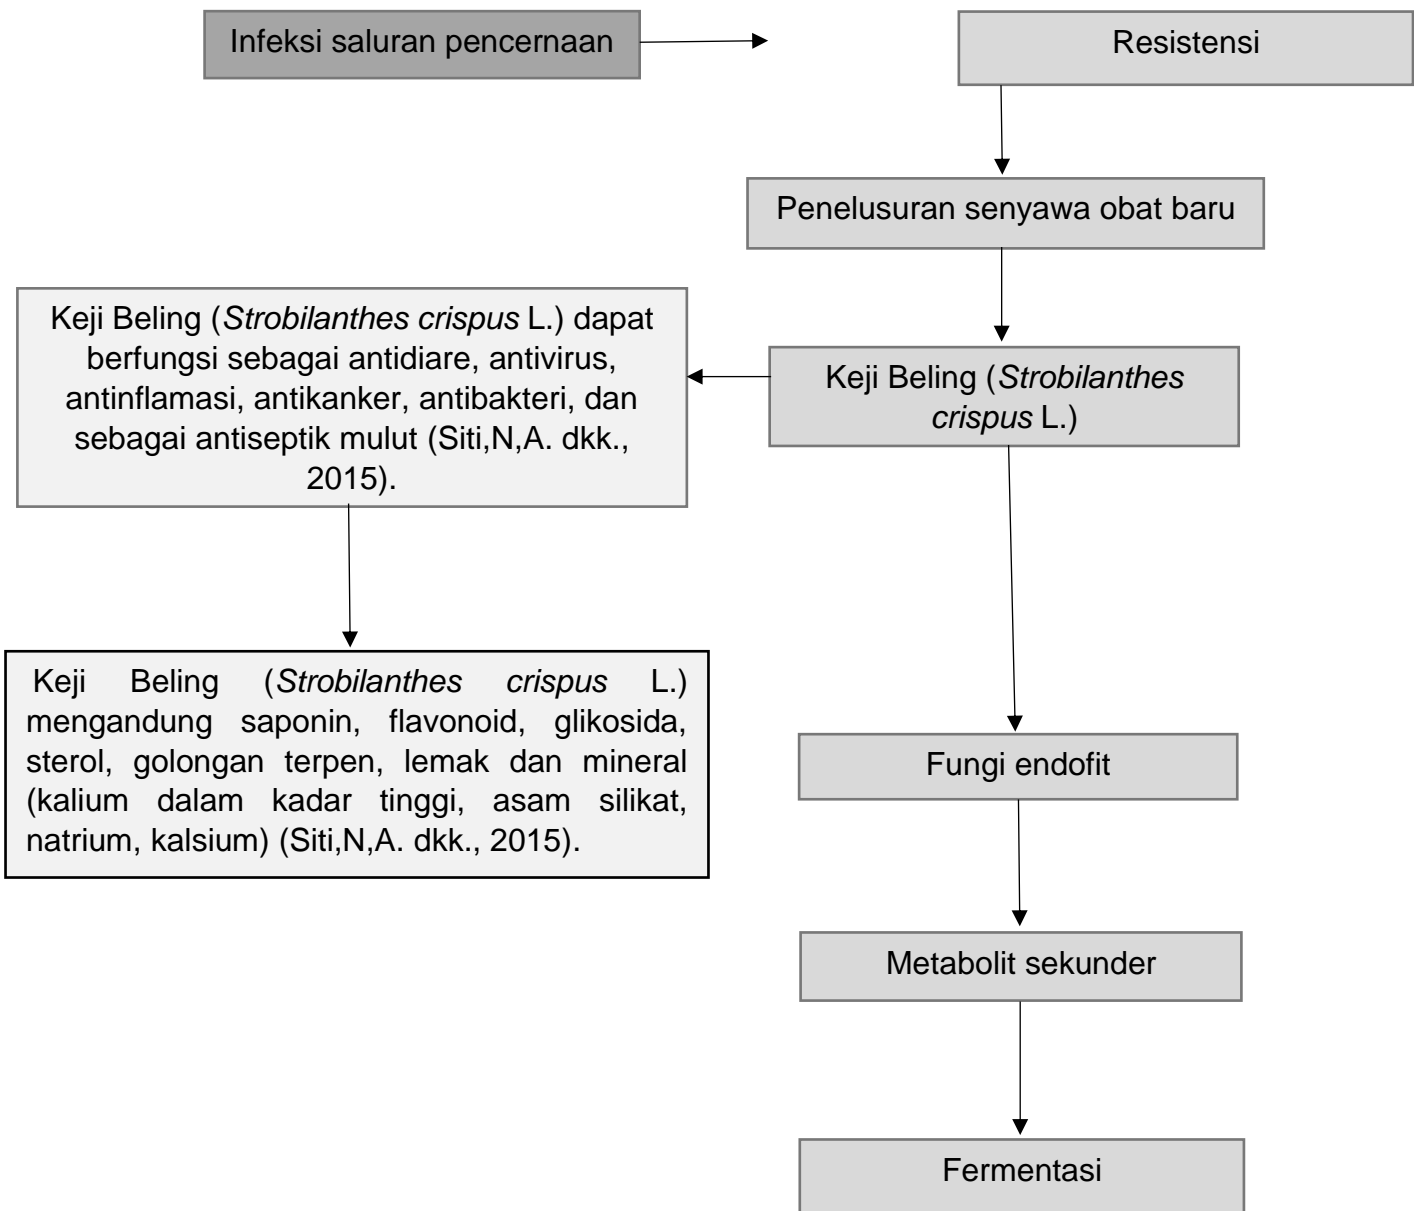 Infeksi saluran pencernaan
Resistensi
Penelusuran senyawa obat baru
Keji Beling (Strobilanthes crispus L.) dapat
berfungsi sebagai antidiare, antivirus,
antinflamasi, antikanker, antibakteri, dan
sebagai antiseptik mulut (Siti,N,A. dkk.,
2015).
Keji Beling (Strobilanthes
crispus L.)
Keji Beling (Strobilanthes crispus L.)
mengandung saponin, flavonoid, glikosida,
sterol, golongan terpen, lemak dan mineral
(kalium dalam kadar tinggi, asam silikat,
natrium, kalsium) (Siti,N,A. dkk., 2015).
Fungi endofit
Metabolit sekunder
Fermentasi